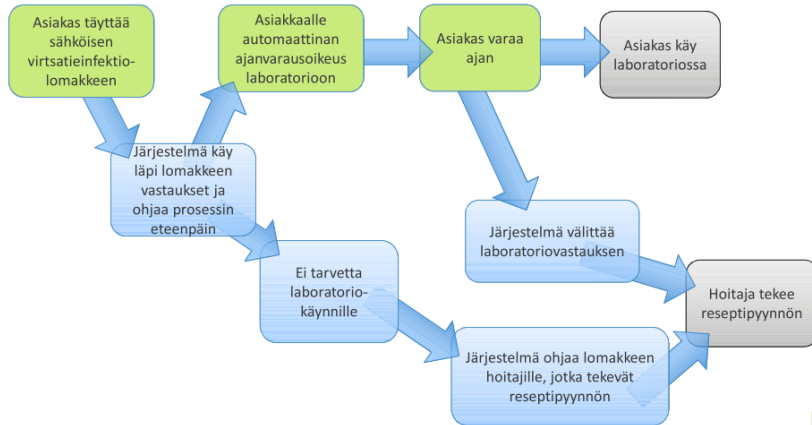 Asiakas täyttää
sähköisen
virtsatieinfektio-
lomakkeen
Asiakkaalle
automaattinan
ajanvarausoikeus
laboratorioon
Asiakas varaa
ajan
Asiakas käy
laboratoriossa
Järjestelmä käy
läpi lomakkeen
vastaukset ja
ohjaa prosessin
eteenpäin
Järjestelmä välittää
laboratoriovastauksen
Ei tarvetta
laboratorio-
käynnille
Hoitaja tekee
reseptipyynnön
Järjestelmä ohjaa lomakkeen
hoitajille, jotka tekevät
reseptipyynnön